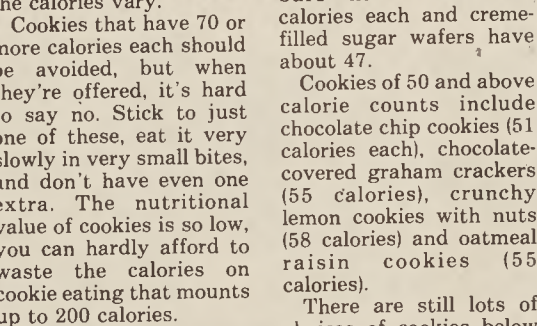 the calories vary.
Cookies that have 70 or
more calories each should
be avoided, but when
they're offered, it's hard
to say no. Stick to just
one of these, eat it very
slowly in very small bites,
and don't have even one
extra. The nutritional
value of cookies is so low,
you can hardly afford to
waste the calories on
cookie eating that mounts
up to 200 calories.
calories each and creme-
filled sugar wafers have
about 47.
Cookies of 50 and above
calorie counts include
chocolate chip cookies (51
calories each), chocolate-
covered graham crackers
(55 calories), crunchy
lemon cookies with nuts
(58 calories) and oatmeal
raisin cookies (55
calories).
There are still lots of
of cookies below